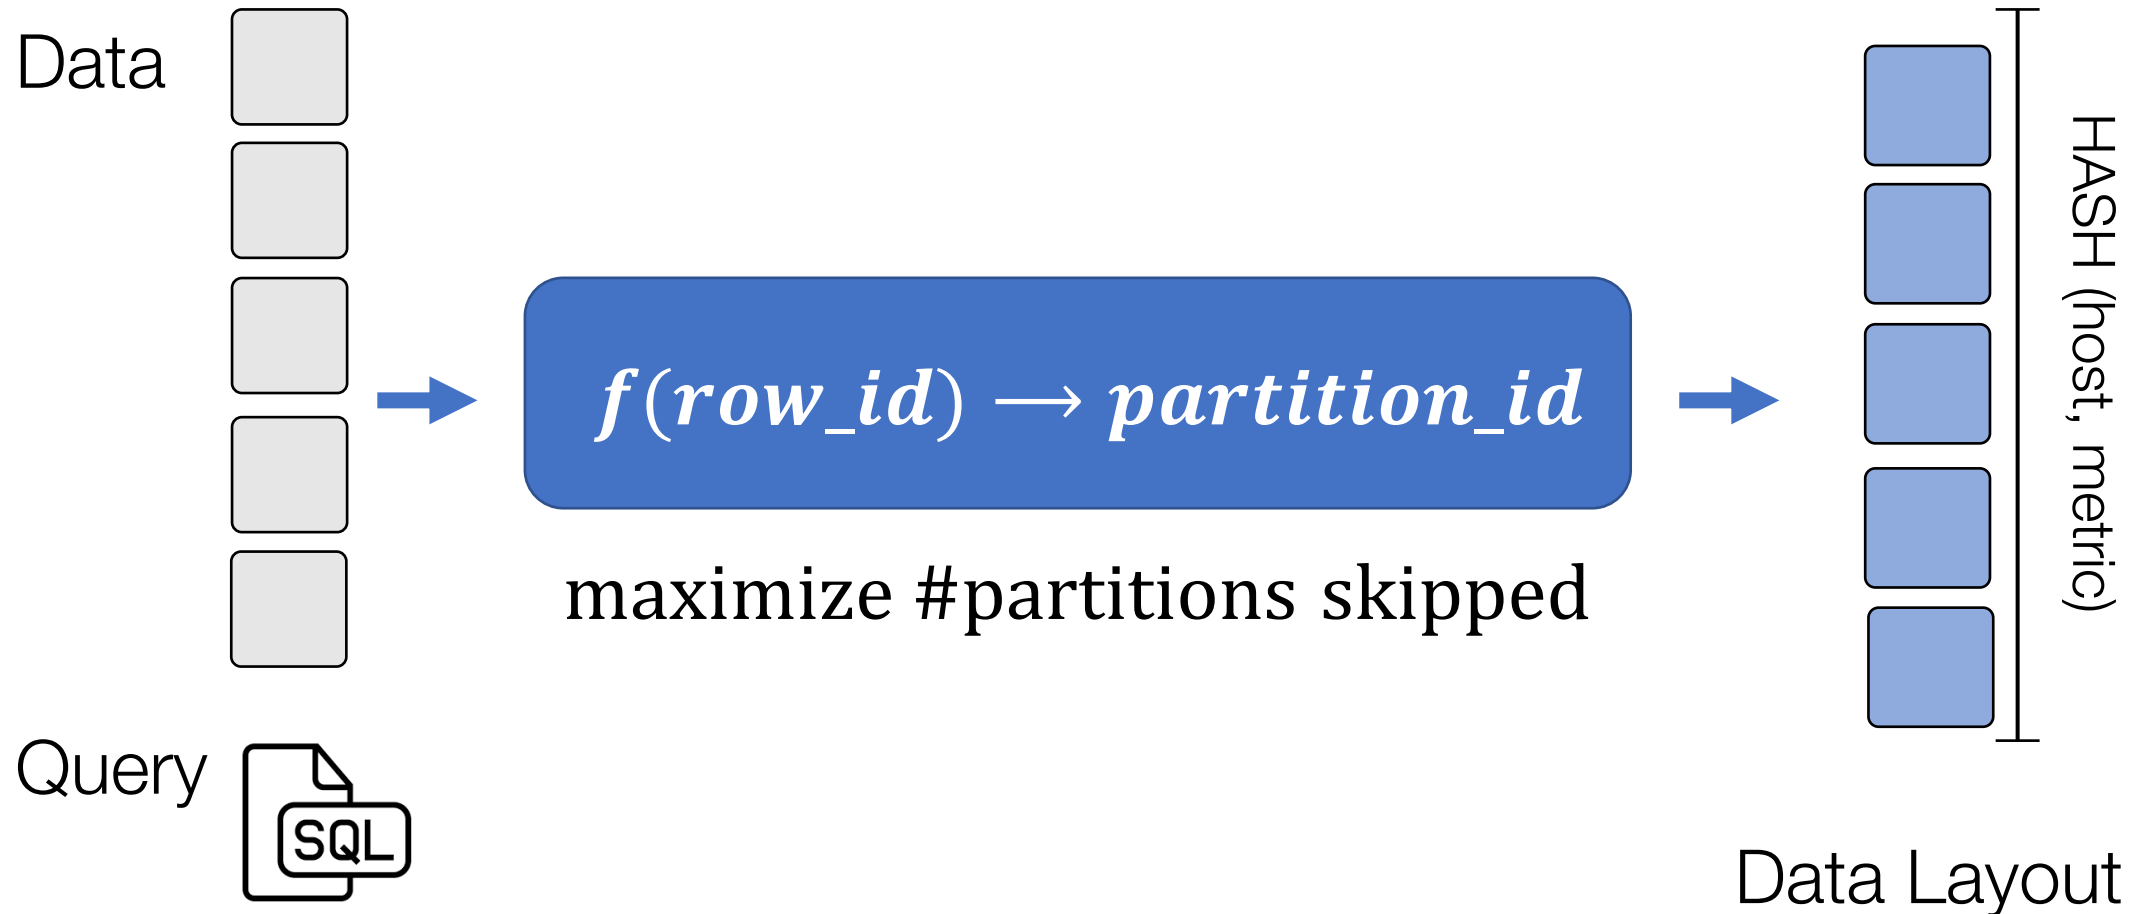 Data
f(row_id) ⟶ partition_id
maximize #partitions skipped
HASH (host, metric)
Query
SQL
Data Layout